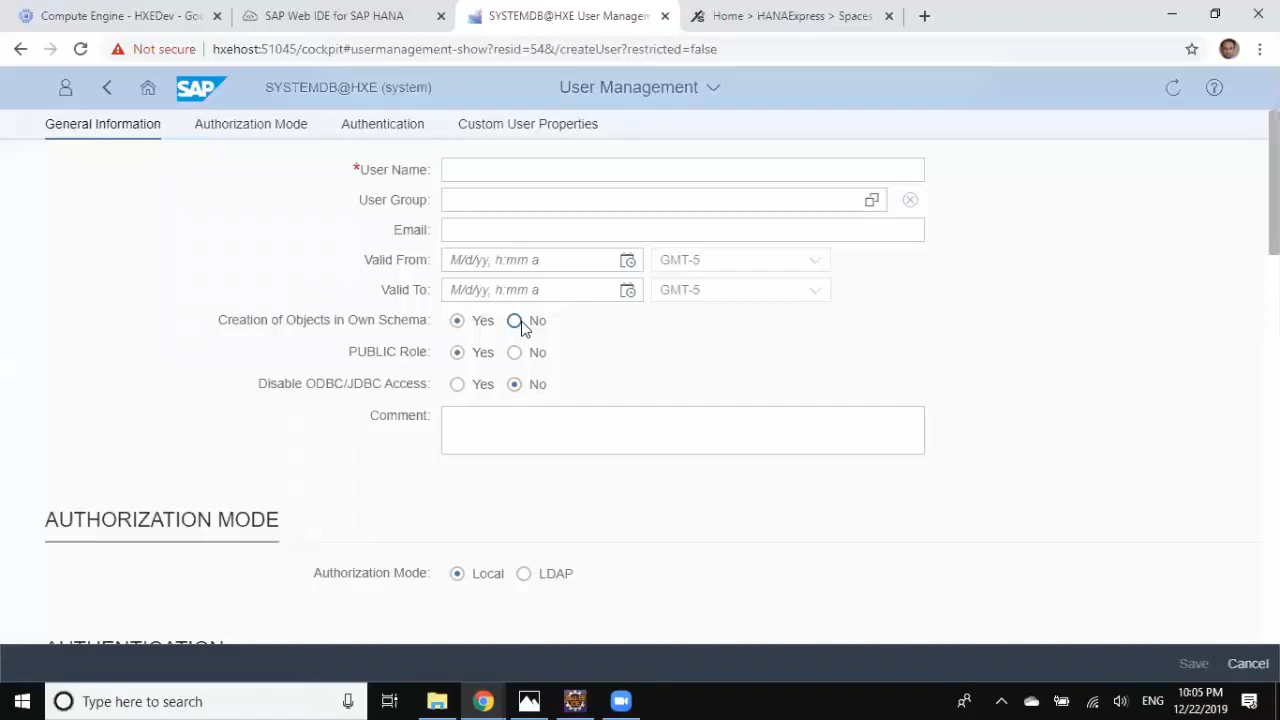 Compute Engine - HXEDev - Goo
SAP Web IDE for SAP HANA
SYSTEMDB@HXE User Managem
Home > HANAExpress > Spaces
Not secure
hxehost:51045/cockpit#usermanagement-show?resid=54&/createUser?restricted=false
SAP
SYSTEMDB@HXE (system)
User Management
General Information
Authorization Mode
Authentication
Custom User Properties
*User Name:
User Group:
Email:
Valid From: M/d/yy, h:mm a GMT-5
Valid To: M/d/yy, h:mm a GMT-5
Creation of Objects in Own Schema: Yes No
PUBLIC Role: Yes No
Disable ODBC/JDBC Access: Yes No
Comment:
AUTHORIZATION MODE
Authorization Mode: Local LDAP
AUTHENTICATION
Save Cancel
Type here to search
ENG
10:05 PM
12/22/2019